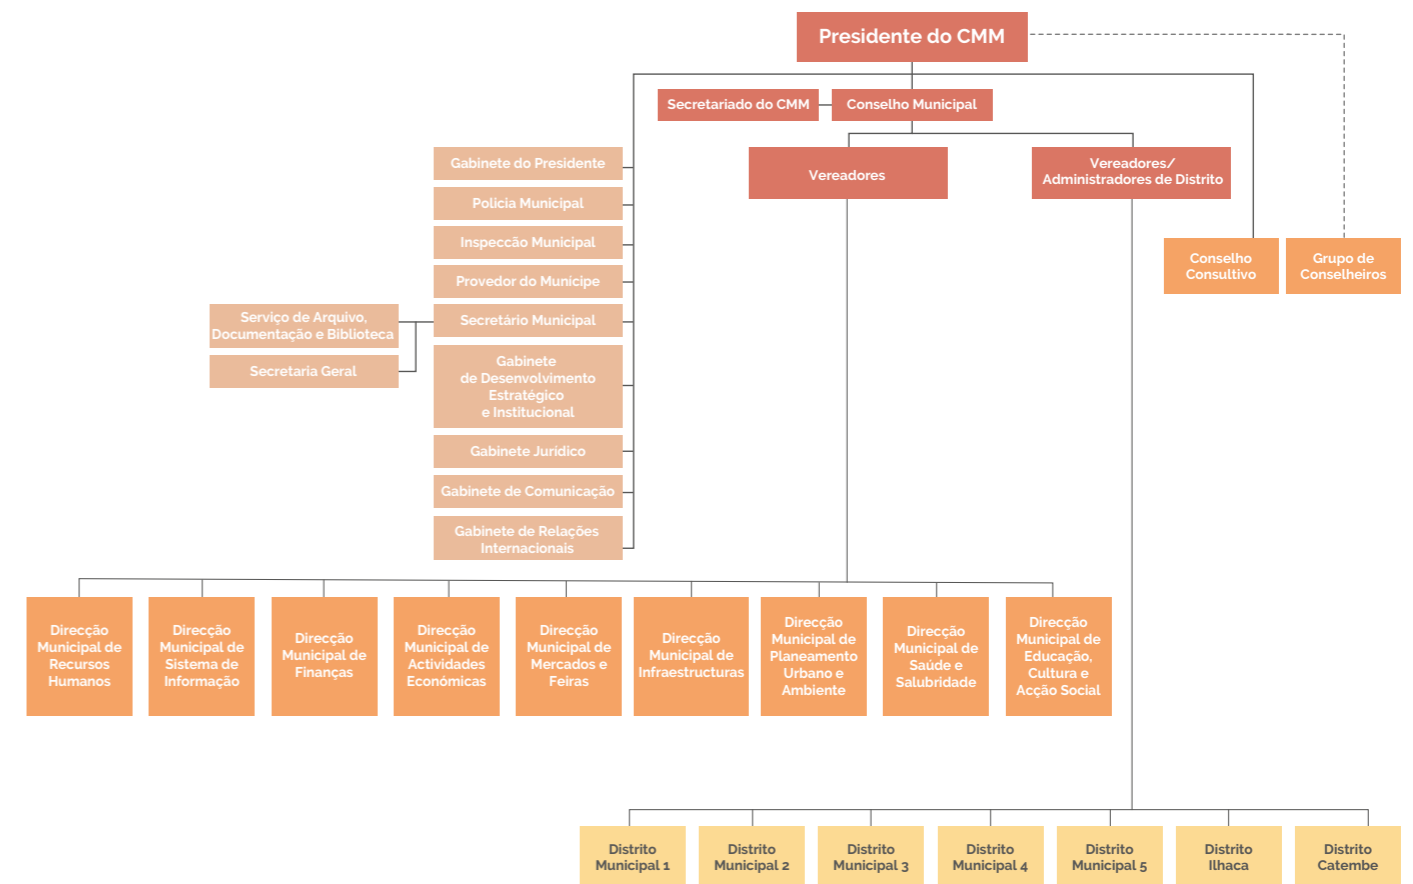 Presidente do CMM
Secretariado do CMM
Conselho Municipal
Vereadores
Vereadores/
Administradores de Distrito
Conselho
Consultivo
Grupo de
Conselheiros
Gabinete do Presidente
Policia Municipal
Inspeccão Municipal
Provedor do Munícipe
Secretário Municipal
Serviço de Arquivo,
Documentação e Biblioteca
Secretaria Geral
Gabinete
de Desenvolvimento
Estratégico
e Institucional
Gabinete Jurídico
Gabinete de Comunicação
Gabinete de Relações
Internacionais
Direcção
Municipal de
Recursos
Humanos
Direcção
Municipal de
Sistema de
Informação
Direcção
Municipal de
Finanças
Direcção
Municipal de
Actividades
Económicas
Direcção
Municipal de
Mercados e
Feiras
Direcção
Municipal de
Infraestructuras
Direcção
Municipal de
Planeamento
Urbano e
Ambiente
Direcção
Municipal de
Saúde e
Salubridade
Direcção
Municipal de
Educação,
Cultura e
Acção Social
Distrito
Municipal 1
Distrito
Municipal 2
Distrito
Municipal 3
Distrito
Municipal 4
Distrito
Municipal 5
Distrito
Ilhaca
Distrito
Catembe